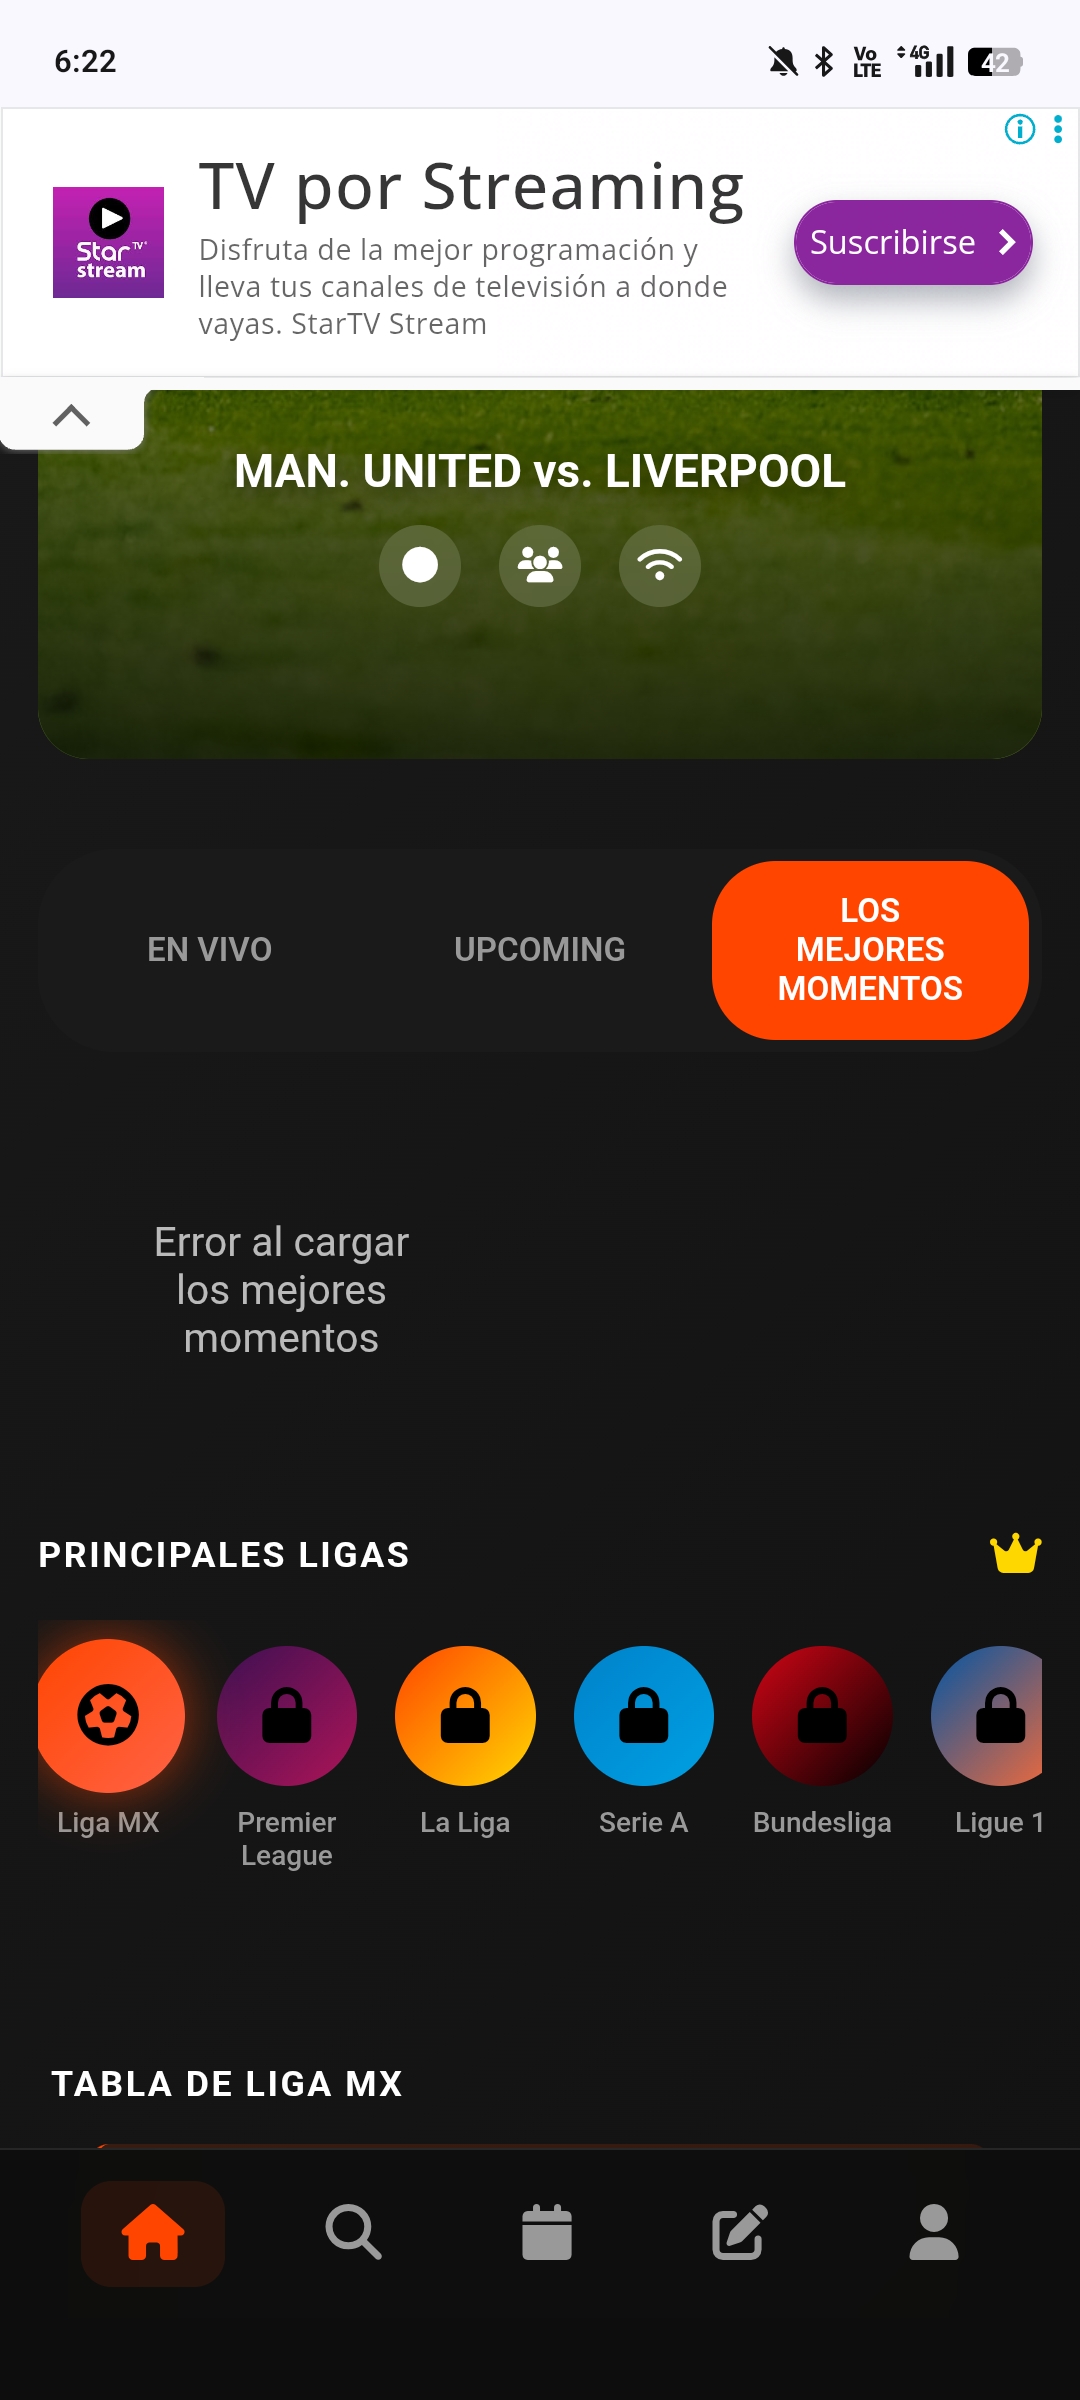 6:22
Vo
LTE
4G
42
TV por Streaming
Disfruta de la mejor programación y
lleva tus canales de televisión a donde
vayas. StarTV Stream
Star TV
stream
Suscribirse
MAN. UNITED vs. LIVERPOOL
EN VIVO
UPCOMING
LOS
MEJORES
MOMENTOS
Error al cargar
los mejores
momentos
PRINCIPALES LIGAS
Liga MX
Premier
League
La Liga
Serie A
Bundesliga
Ligue 1
TABLA DE LIGA MX